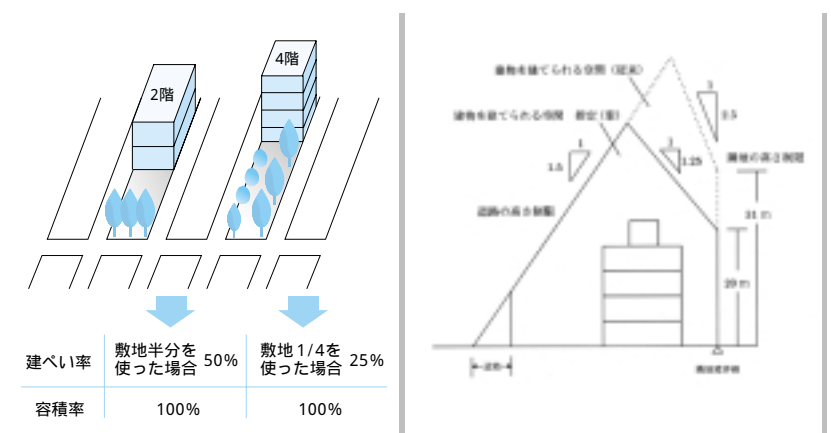 2階
4階
建ぺい率
敷地半分を
使った場合 50%
敷地1/4を
使った場合 25%
容積率
100%
100%
建物を建てられる空間(従来)
1
2.5
建物を建てられる空間
1
1.5
1
1.25
隣地の高さ制限
31 m
20 m